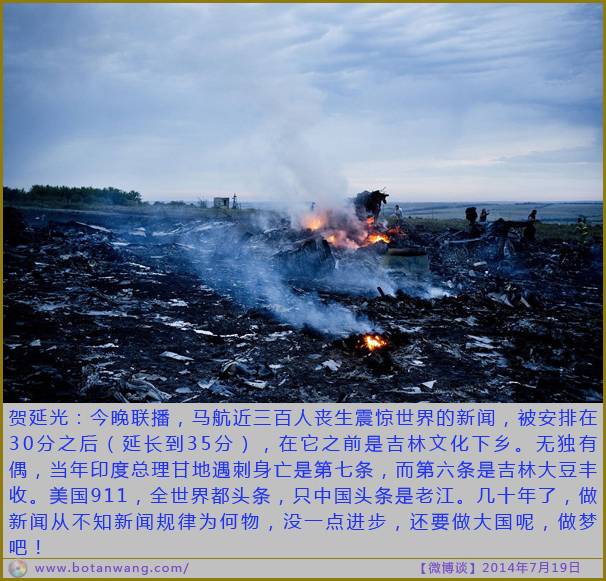 贺延光：今晚联播，马航近三百人丧生震惊世界的新闻，被安排在
30分之后（延长到35分），在它之前是吉林文化下乡。无独有
偶，当年印度总理甘地遇刺身亡是第七条，而第六条是吉林大豆丰
收。美国911，全世界都头条，只中国头条是老江。几十年了，做
新闻从不知新闻规律为何物，没一点进步，还要做大国呢，做梦
吧！
www.botanwang.com/ 【微博谈】2014年7月19日